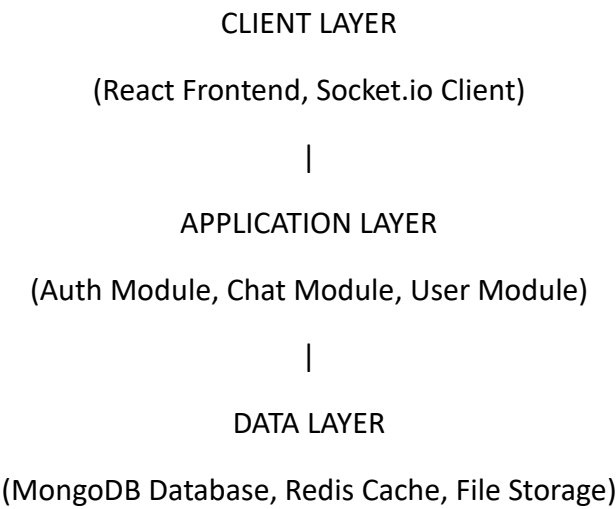 CLIENT LAYER
(React Frontend, Socket.io Client)
|
APPLICATION LAYER
(Auth Module, Chat Module, User Module)
|
DATA LAYER
(MongoDB Database, Redis Cache, File Storage)